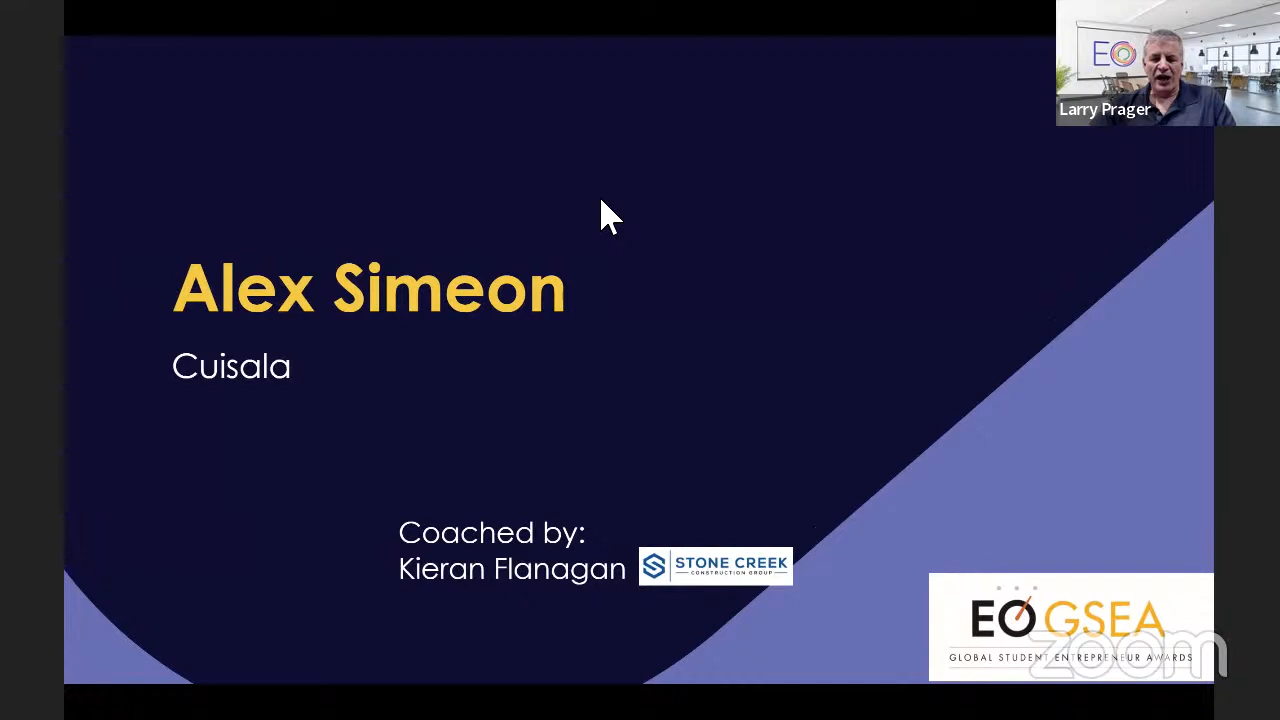 EO
Larry Prager
Alex Simeon
Cuisala
Coached by:
Kieran Flanagan
STONE CREEK
CONSTRUCTION GROUP
EO GSEA
GLOBAL STUDENT ENTREPRENEUR AWARDS
zoom